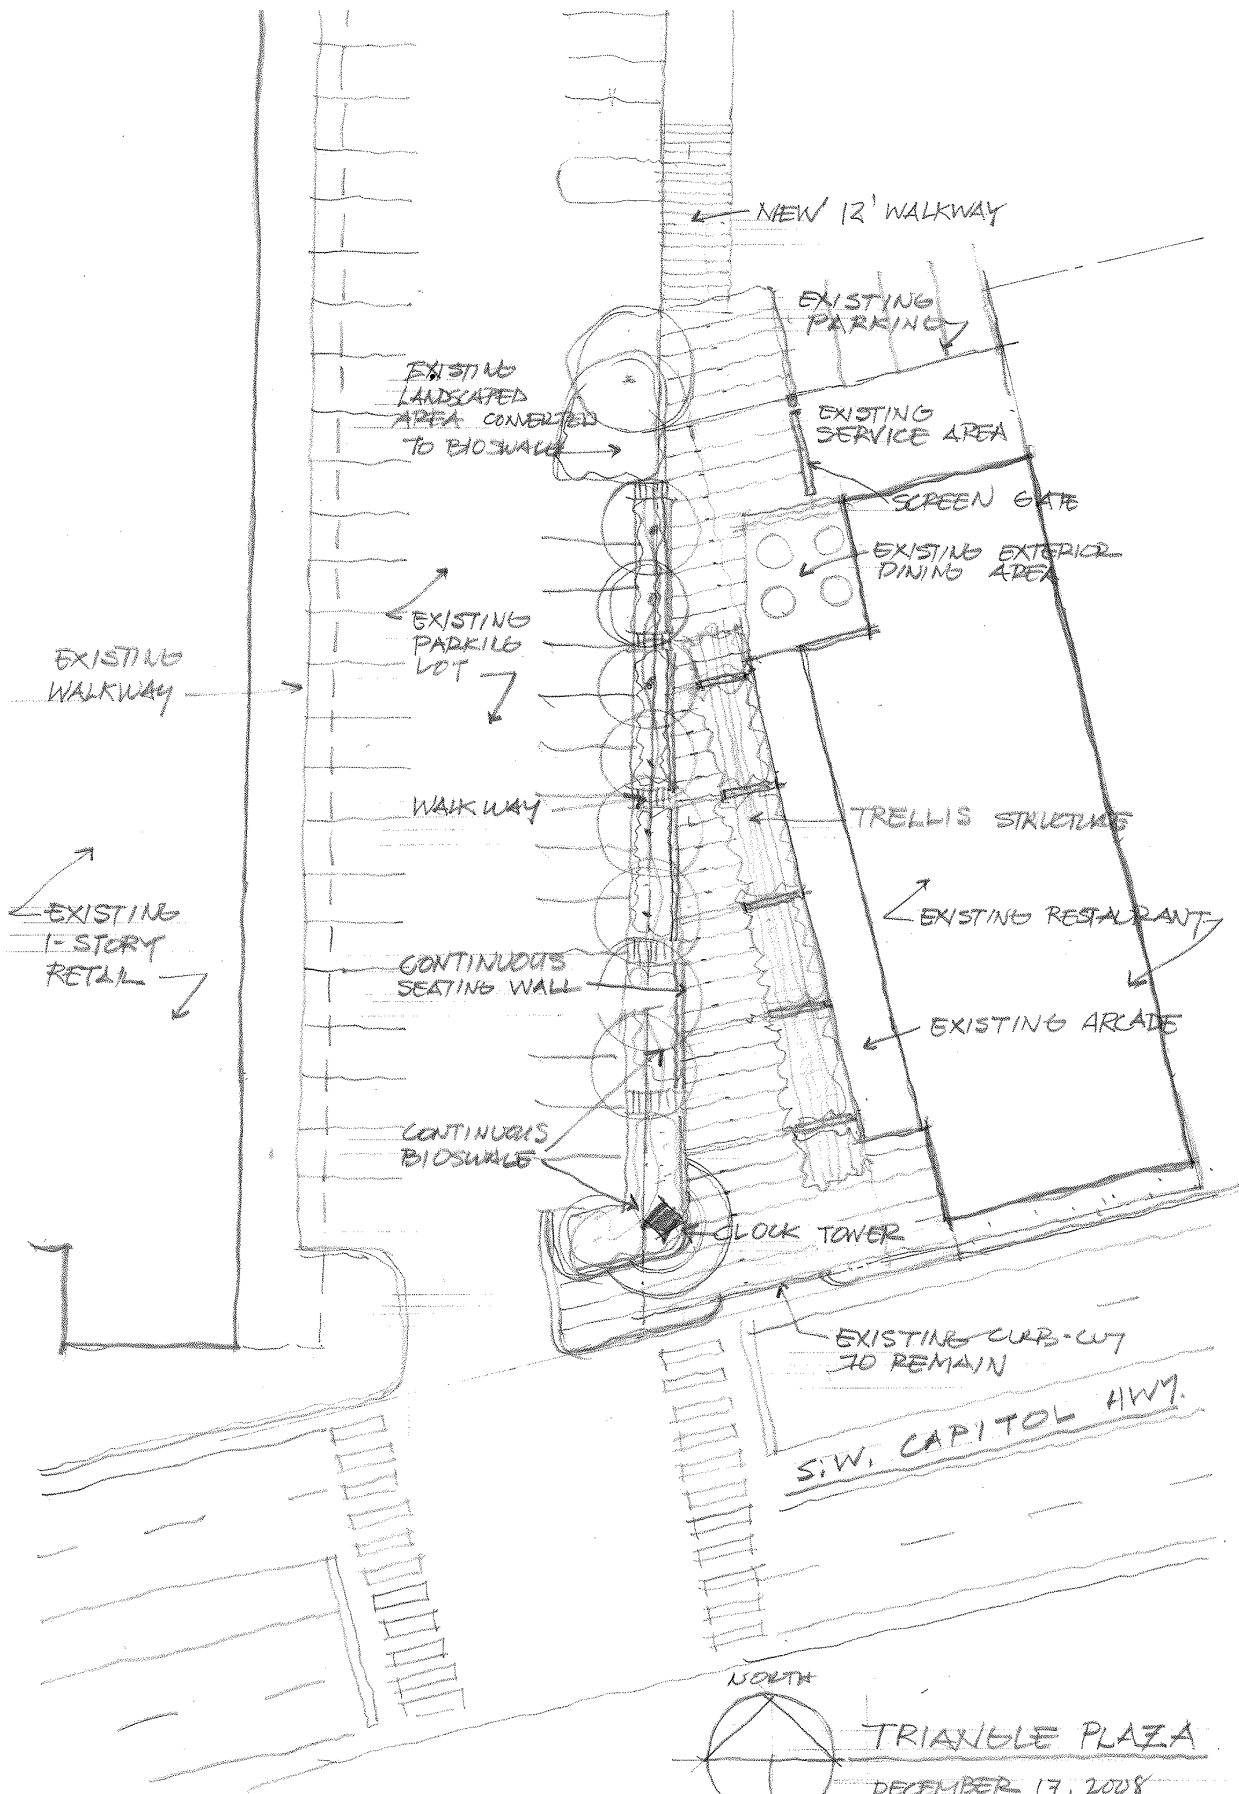 NEW 12' WALKWAY
EXISTING
PARKING
EXISTING
LANDSCAPED
AREA CONVERTED
TO BIOSWALE
EXISTING
SERVICE AREA
SCREEN GATE
EXISTING EXTERIOR
DINING AREA
EXISTING
PARKING
LOT
EXISTING
WALKWAY
WALKWAY
TRELLIS STRUCTURE
EXISTING
1-STORY
RETAIL
EXISTING RESTAURANT
CONTINUOUS
SEATING WALL
EXISTING ARCADE
CONTINUOUS
BIOSWALE
CLOCK TOWER
EXISTING CURB-CUT
TO REMAIN
S.W. CAPITOL HWY.
NORTH
TRIANGLE PLAZA
DECEMBER 17, 2008